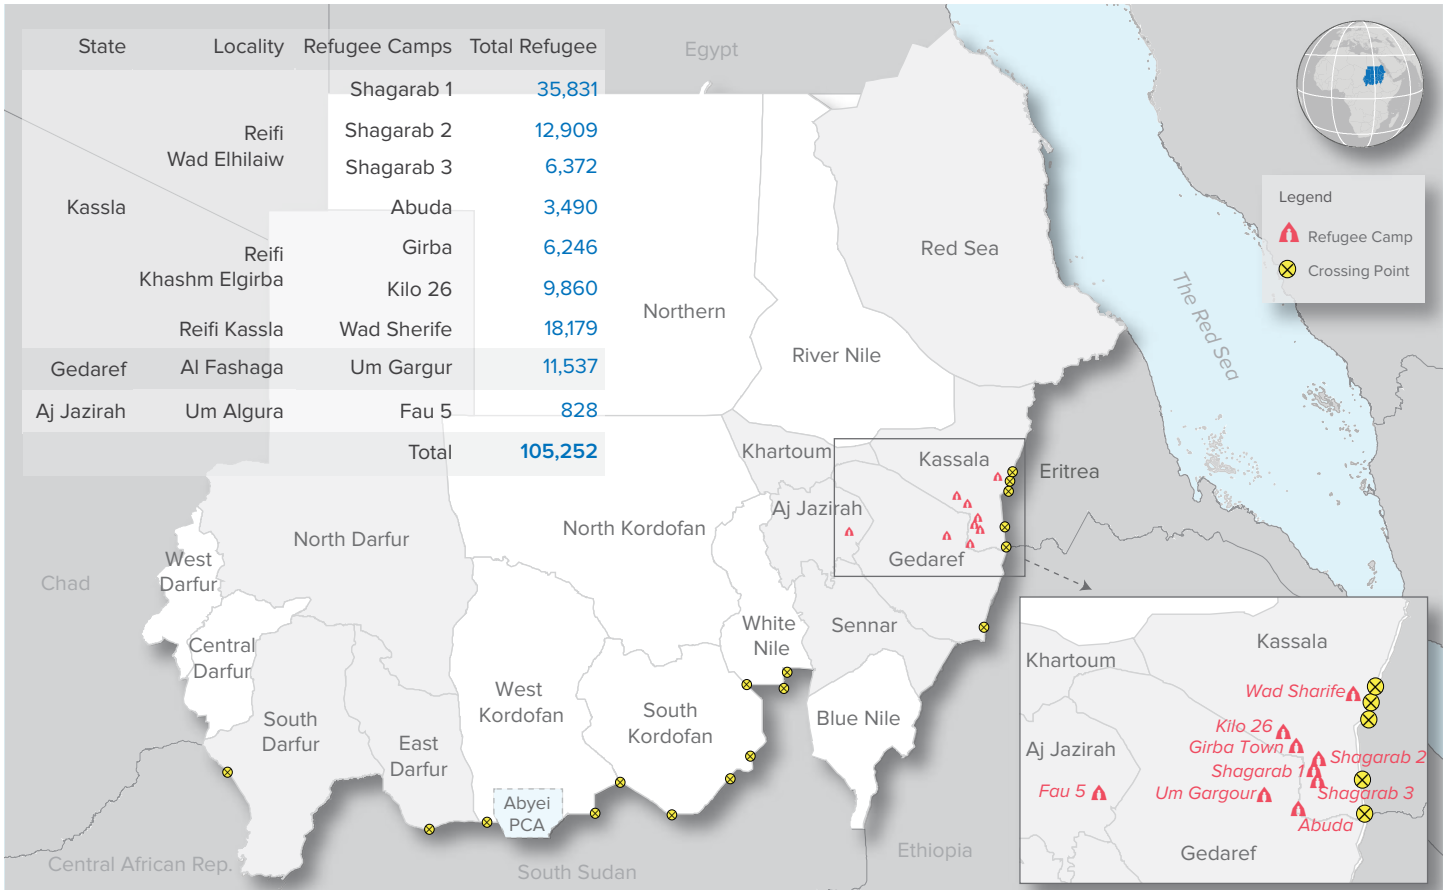 State Locality Refugee Camps Total Refugee
Shagarab 1 35,831
Reifi
Wad Elhilaiw
Shagarab 2 12,909
Shagarab 3 6,372
Kassla
Abuda 3,490
Reifi
Khashm Elgirba
Girba 6,246
Kilo 26 9,860
Reifi Kassla Wad Sherife 18,179
Gedaref Al Fashaga Um Gargur 11,537
Aj Jazirah Um Algura Fau 5 828
Total 105,252
Egypt
Legend
Refugee Camp
Crossing Point
The Red Sea
Red Sea
Northern
River Nile
Khartoum
Kassala
Eritrea
Aj Jazirah
North Kordofan
North Darfur
Gedaref
West
Darfur
Chad
White
Nile
Sennar
Central
Darfur
West
Kordofan
South
Kordofan
Blue Nile
South
Darfur
East
Darfur
Abyei
PCA
Central African Rep.
South Sudan
Ethiopia
Kassala
Khartoum
Wad Sharife
Kilo 26
Girba Town
Aj Jazirah
Shagarab 2
Shagarab 1
Fau 5
Um Gargour
Shagarab 3
Abuda
Gedaref